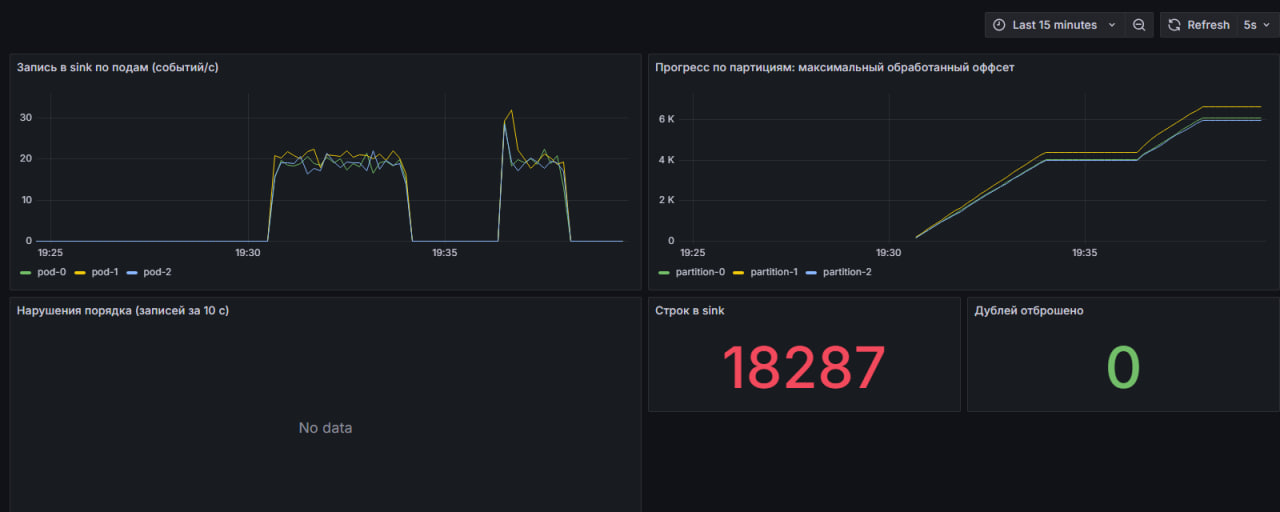 Last 15 minutes Refresh 5s
Запись в sink по подам (событий/с)
30
20
10
0
19:25 19:30 19:35
pod-0 pod-1 pod-2
Прогресс по партициям: максимальный обработанный оффсет
6 K
4 K
2 K
0
19:25 19:30 19:35
partition-0 partition-1 partition-2
Нарушения порядка (записей за 10 с)
No data
Строк в sink
18287
Дублей отброшено
0